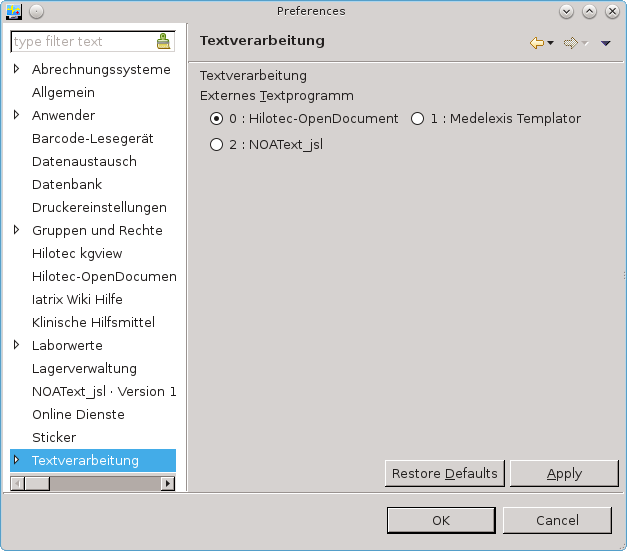 Preferences
type filter text
Abrechnungssysteme
Allgemein
Anwender
Barcode-Lesegerät
Datenaustausch
Datenbank
Druckereinstellungen
Gruppen und Rechte
Hilotec kgview
Hilotec-OpenDocumen
Iatrix Wiki Hilfe
Klinische Hilfsmittel
Laborwerte
Lagerverwaltung
NOAText_jsl · Version 1
Online Dienste
Sticker
Textverarbeitung
Textverarbeitung
Textverarbeitung
Externes Textprogramm
0 : Hilotec-OpenDocument 1 : Medelexis Templator
2 : NOAText_jsl
Restore Defaults Apply
OK Cancel